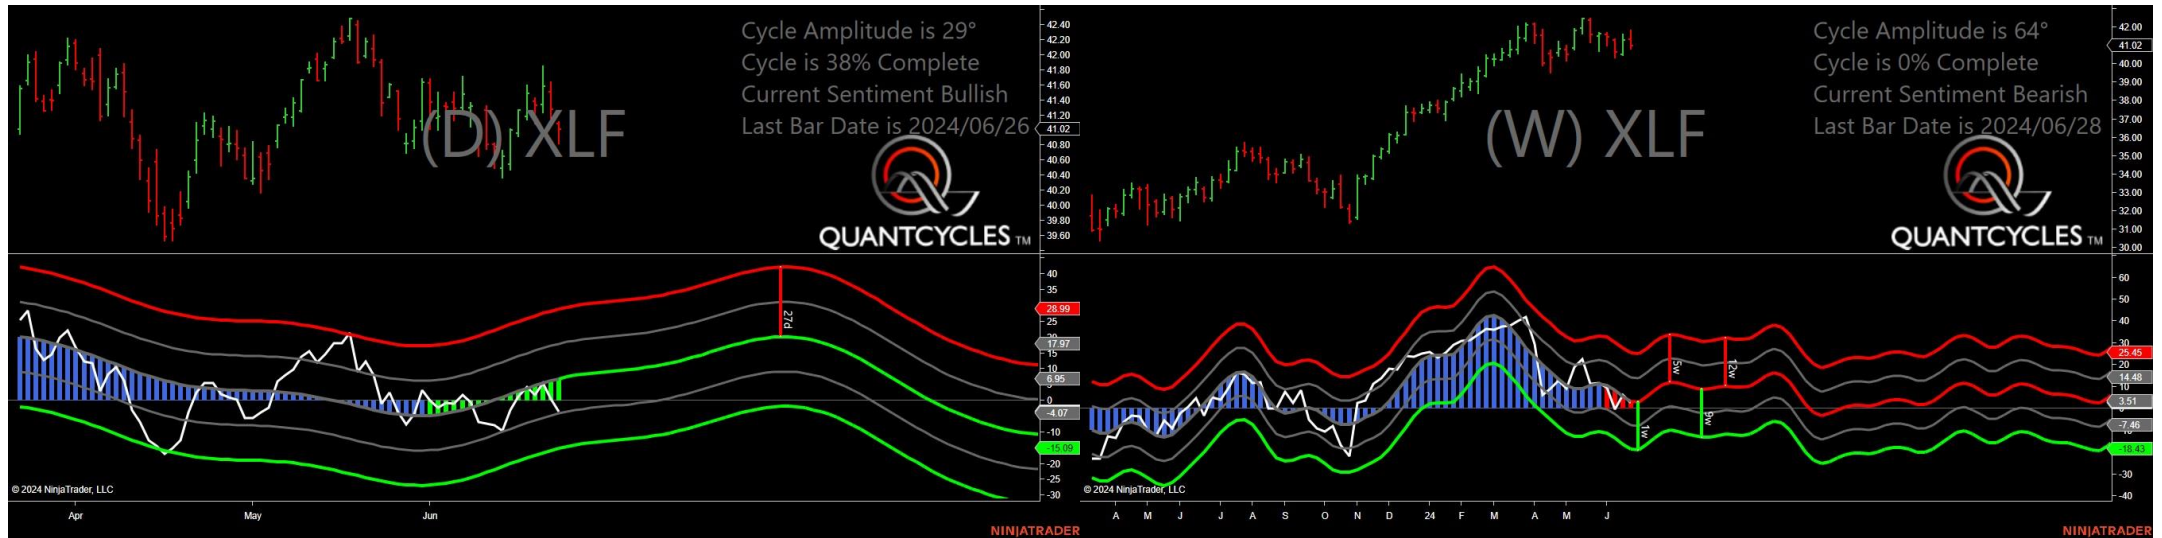 Cycle Amplitude is 29°
Cycle is 38% Complete
Current Sentiment Bullish
Last Bar Date is 2024/06/26
(D) XLF
QUANTCYCLES TM
42.40
42.20
42.00
41.80
41.60
41.40
41.20
41.02
40.80
40.60
40.40
40.20
40.00
39.80
39.60
27d
40
35
28.99
25
20
17.97
15
10
6.95
0
-4.07
-10
-15.09
-20
-25
-30
© 2024 NinjaTrader, LLC
Apr
May
Jun
NINJATRADER
Cycle Amplitude is 64°
Cycle is 0% Complete
Current Sentiment Bearish
Last Bar Date is 2024/06/28
(W) XLF
QUANTCYCLES TM
42.00
41.02
40.00
39.00
38.00
37.00
36.00
35.00
34.00
33.00
32.00
31.00
30.00
5w
12w
1w
9w
60
50
40
30
25.45
20
14.48
10
3.51
-7.46
-18.43
-30
-40
© 2024 NinjaTrader, LLC
A M J J A S O N D 24 F M A M J
NINJATRADER